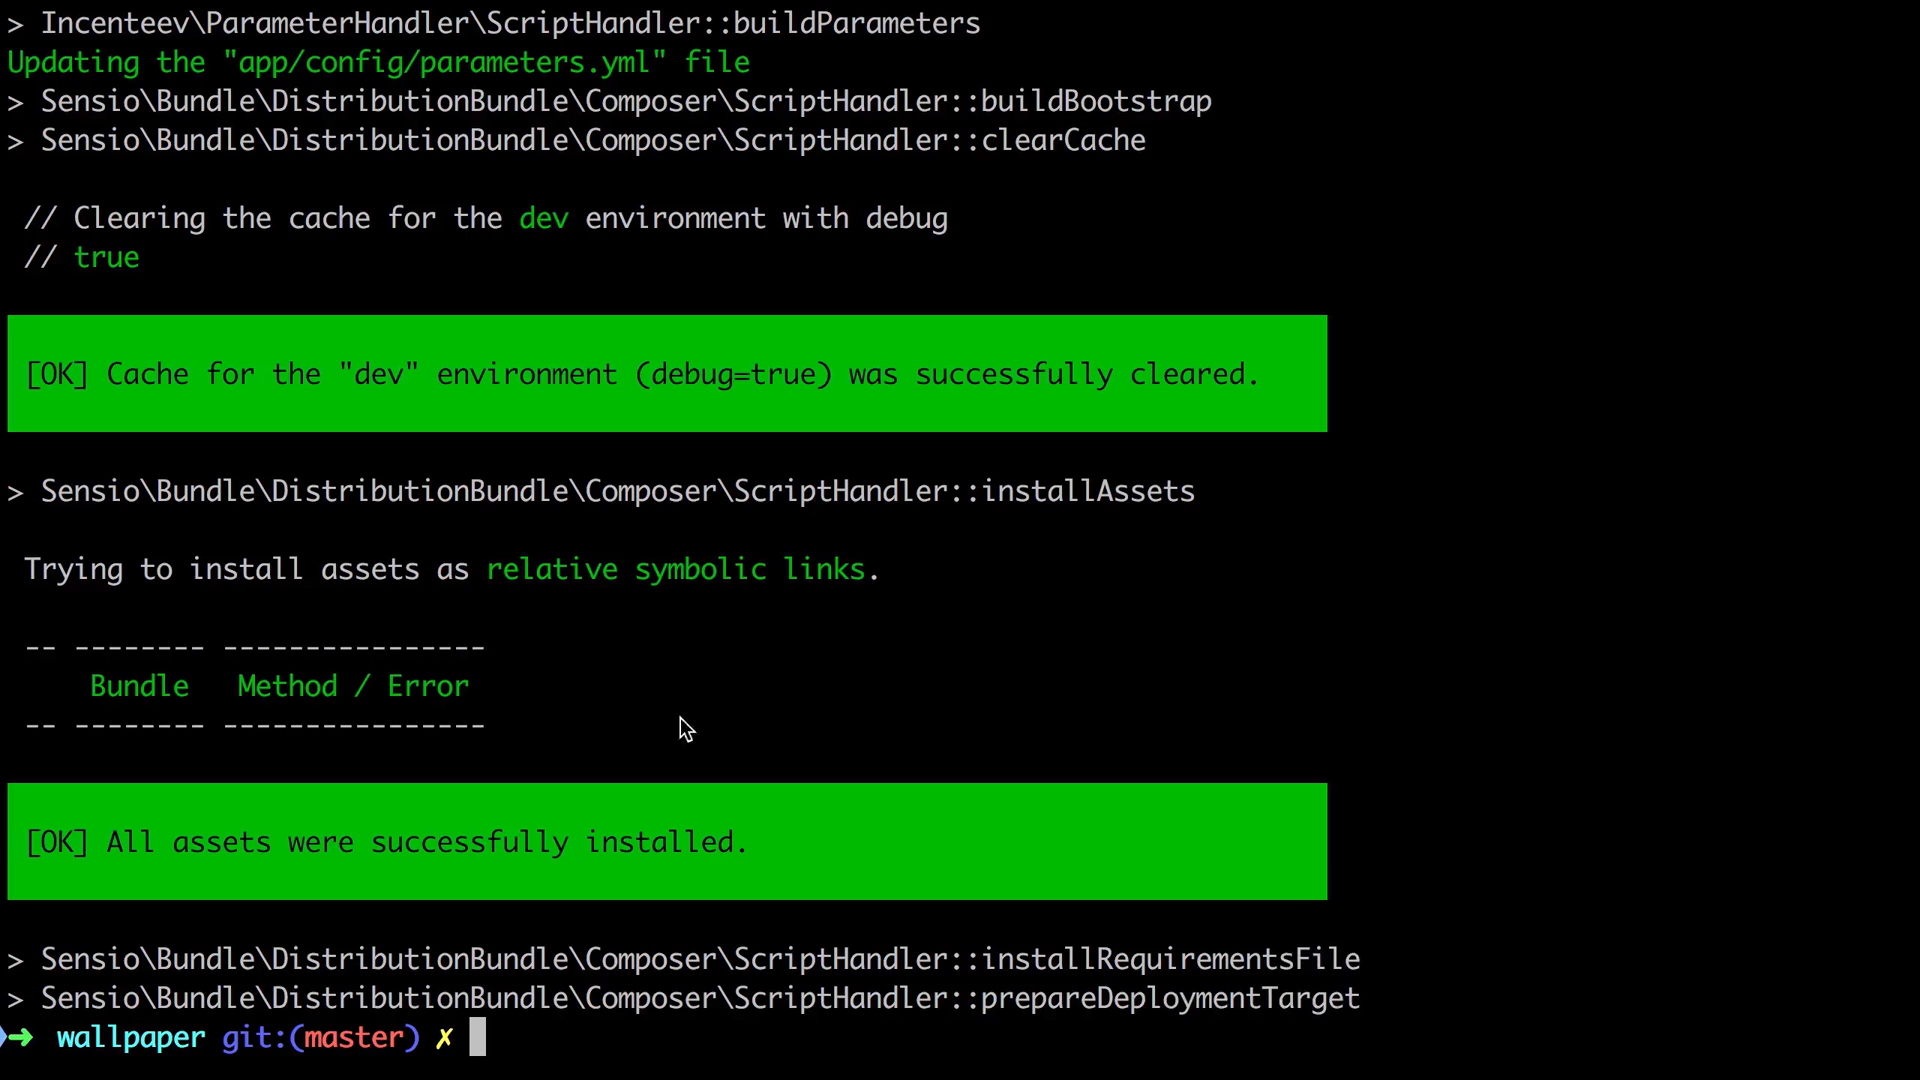 > Incenteev\ParameterHandler\ScriptHandler::buildParameters
Updating the "app/config/parameters.yml" file
> Sensio\Bundle\DistributionBundle\Composer\ScriptHandler::buildBootstrap
> Sensio\Bundle\DistributionBundle\Composer\ScriptHandler::clearCache
// Clearing the cache for the dev environment with debug
// true
[OK] Cache for the "dev" environment (debug=true) was successfully cleared.
> Sensio\Bundle\DistributionBundle\Composer\ScriptHandler::installAssets
Trying to install assets as relative symbolic links.
-- -------- ----------------
Bundle Method / Error
-- -------- ----------------
[OK] All assets were successfully installed.
> Sensio\Bundle\DistributionBundle\Composer\ScriptHandler::installRequirementsFile
> Sensio\Bundle\DistributionBundle\Composer\ScriptHandler::prepareDeploymentTarget
➜ wallpaper git:(master) ✗